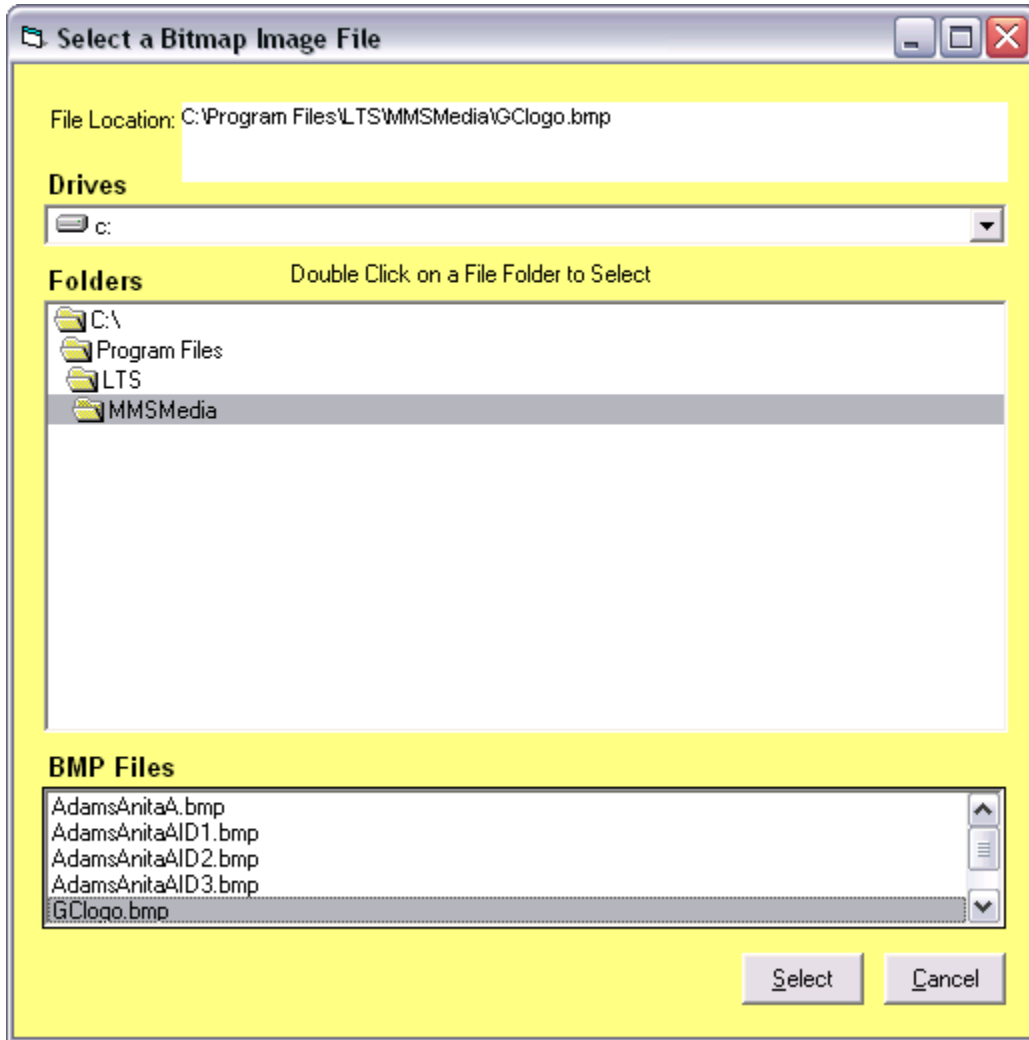 Select a Bitmap Image File
File Location: C:\Program Files\LTS\MMSMedia\GClogo.bmp
Drives
c:
Folders Double Click on a File Folder to Select
C:\
Program Files
LTS
MMSMedia
BMP Files
AdamsAnitaA.bmp
AdamsAnitaAID1.bmp
AdamsAnitaAID2.bmp
AdamsAnitaAID3.bmp
GClogo.bmp
Select Cancel